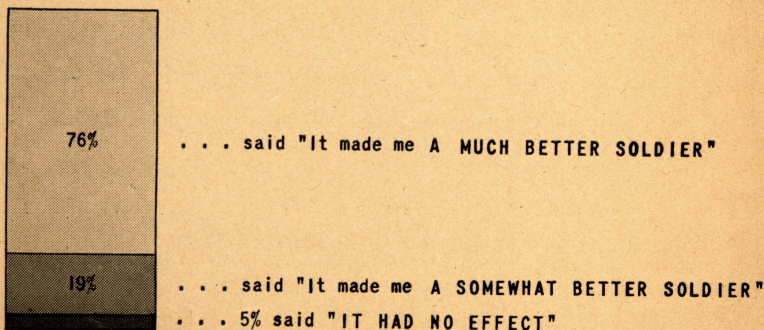 76% . . . said "It made me A MUCH BETTER SOLDIER"
19% . . . said "It made me A SOMEWHAT BETTER SOLDIER"
. . . 5% said "IT HAD NO EFFECT"